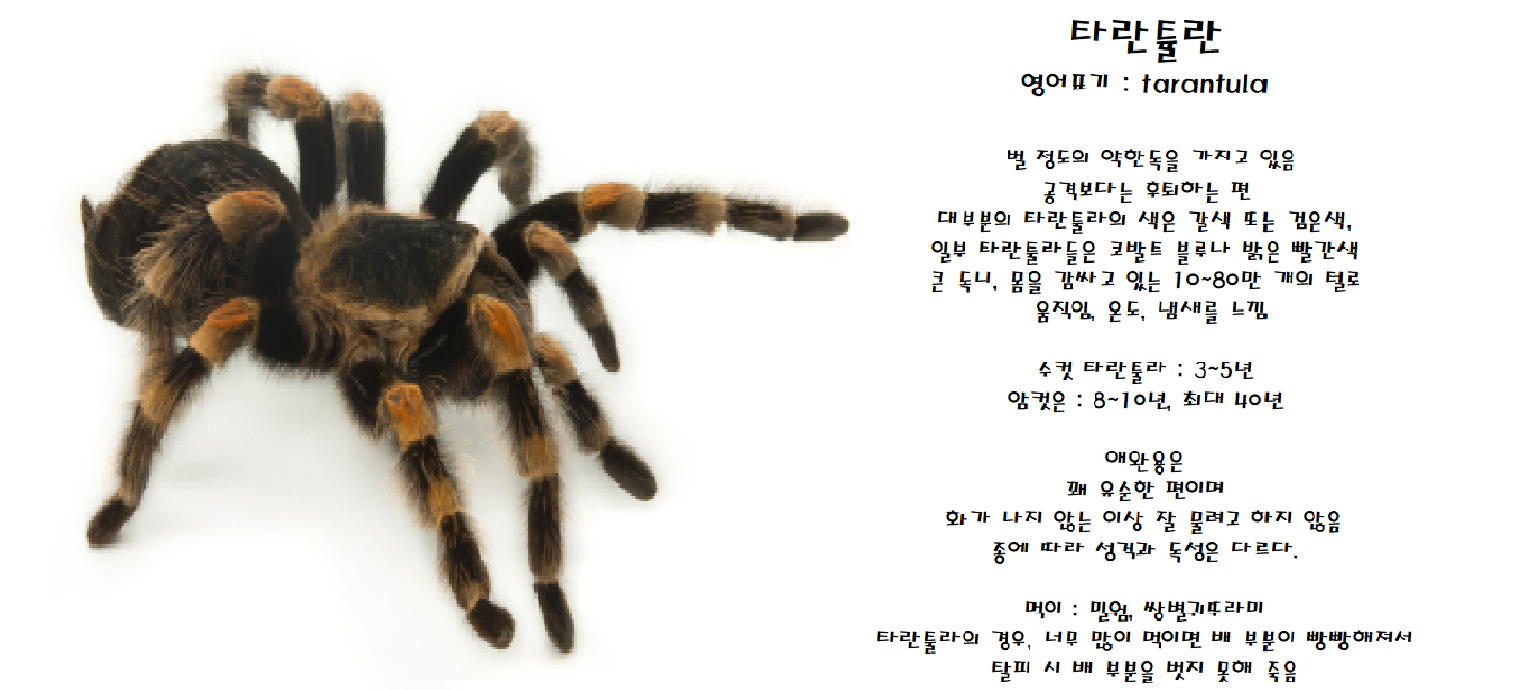 타란튤란
영어표기 : tarantula
벌 정도의 약한독을 가지고 있음
공격보다는 후퇴하는 편
대부분의 타란튤라의 색은 갈색 또는 검은색,
일부 타란튤라들은 코발트 블루나 밝은 빨간색
큰 독니, 몸을 감싸고 있는 10~80만 개의 털로
움직임, 온도, 냄새를 느낌
수컷 타란튤라 : 3~5년
암컷은 : 8~10년, 최대 40년
애완용은
꽤 유순한 편이며
화가 나지 않는 이상 잘 물려고 하지 않음
종에 따라 성격과 독성은 다르다.
먹이 : 밀웜, 쌍별귀뚜라미
타란튤라의 경우, 너무 많이 먹이면 배 부분이 빵빵해져서
탈피 시 배 부분을 벗지 못해 죽음